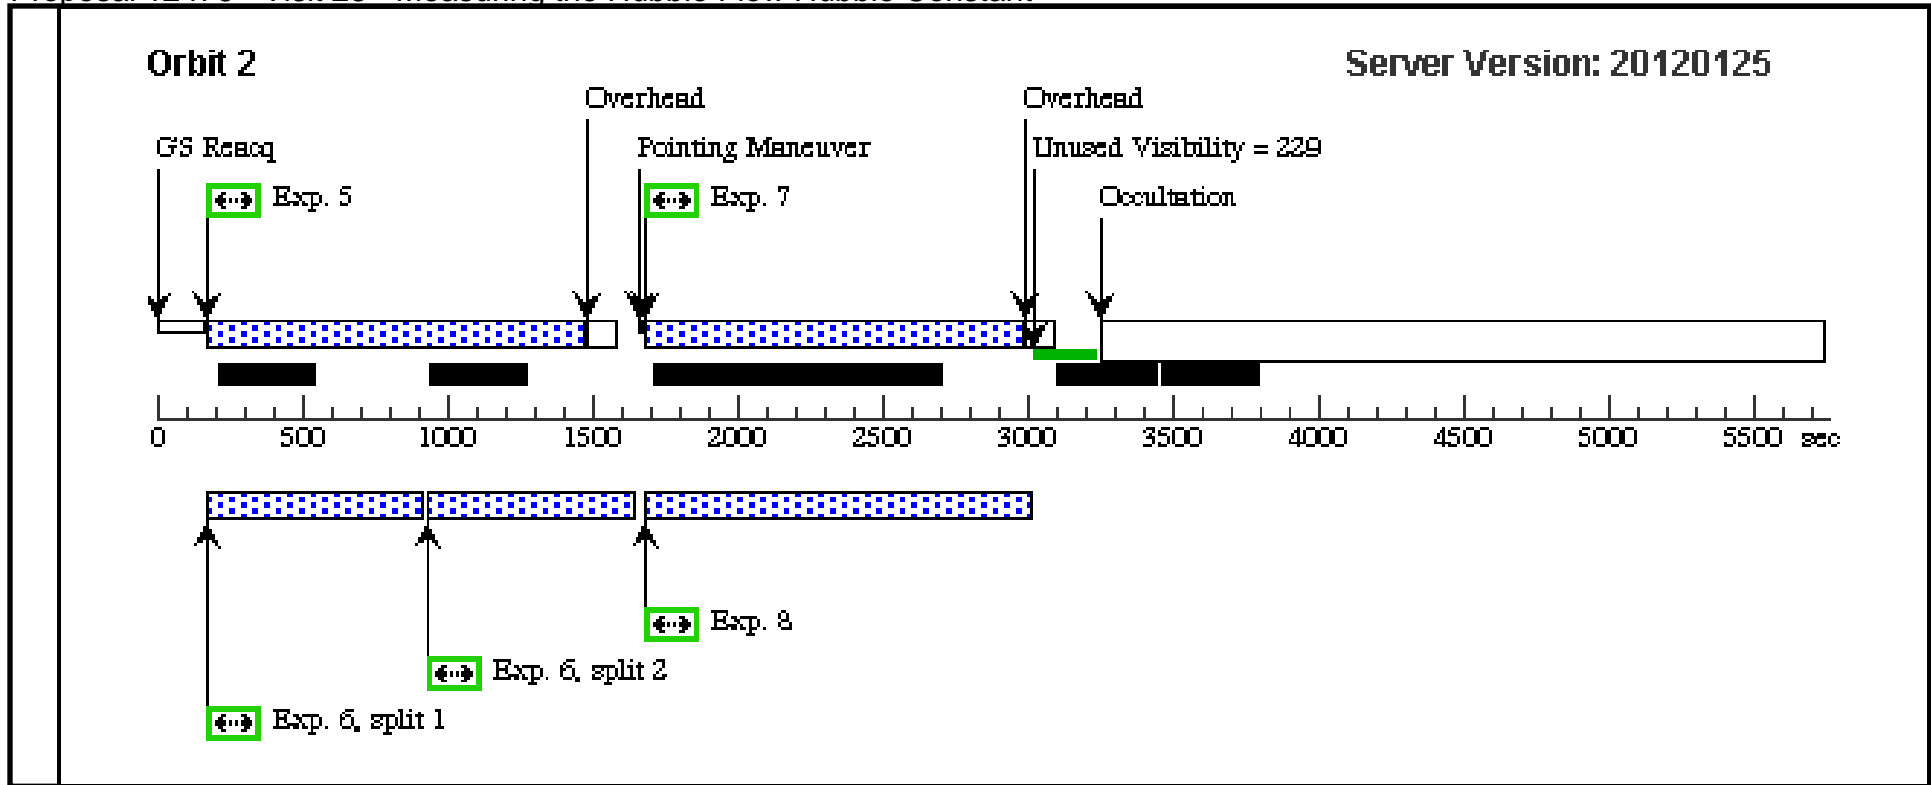 Orbit 2
Server Version: 20120125
Overhead
Overhead
GS Reacq
Pointing Maneuver
Unused Visibility = 229
Exp. 5
Exp. 7
Occultation
0 500 1000 1500 2000 2500 3000 3500 4000 4500 5000 5500 sec
Exp. 8
Exp. 6, split 2
Exp. 6, split 1